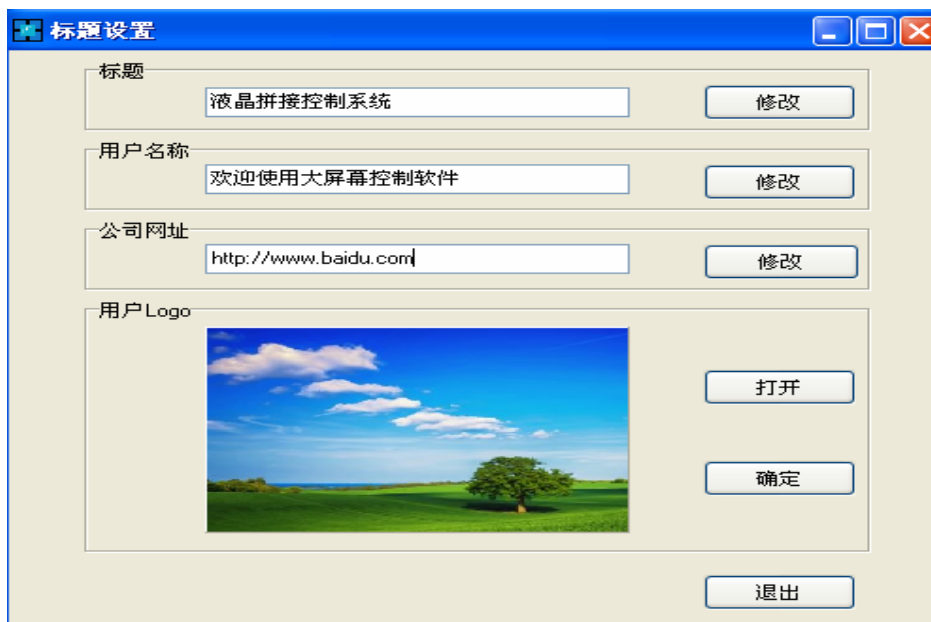 标题设置
标题
液晶拼接控制系统
修改
用户名称
欢迎使用大屏幕控制软件
修改
公司网址
http://www.baidu.com
修改
用户Logo
打开
确定
退出